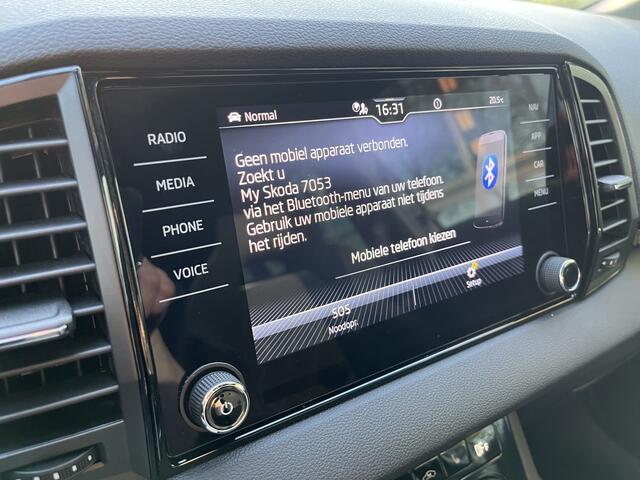 Normal
16:31
20.5°C
RADIO
MEDIA
PHONE
VOICE
NAV
APP
CAR
MENU
Geen mobiel apparaat verbonden.
Zoekt u
My Skoda 7053
via het Bluetooth-menu van uw telefoon.
Gebruik uw mobiele apparaat niet tijdens
het rijden.
Mobiele telefoon kiezen
SOS
Noodopr.
Setup